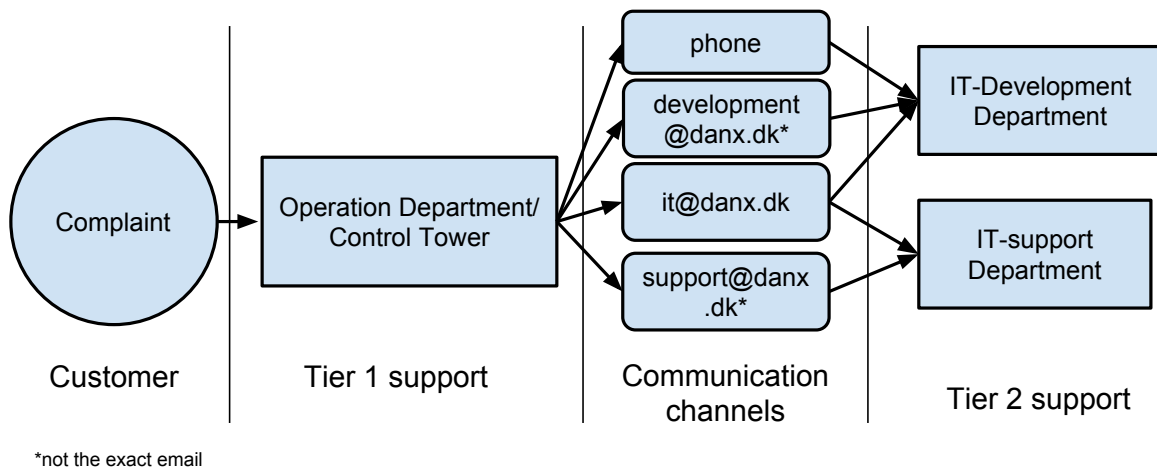 Complaint
Operation Department/
Control Tower
phone
development
@danx.dk*
it@danx.dk
support@danx
.dk*
IT-Development
Department
IT-support
Department
Customer
Tier 1 support
Communication
channels
Tier 2 support
*not the exact email